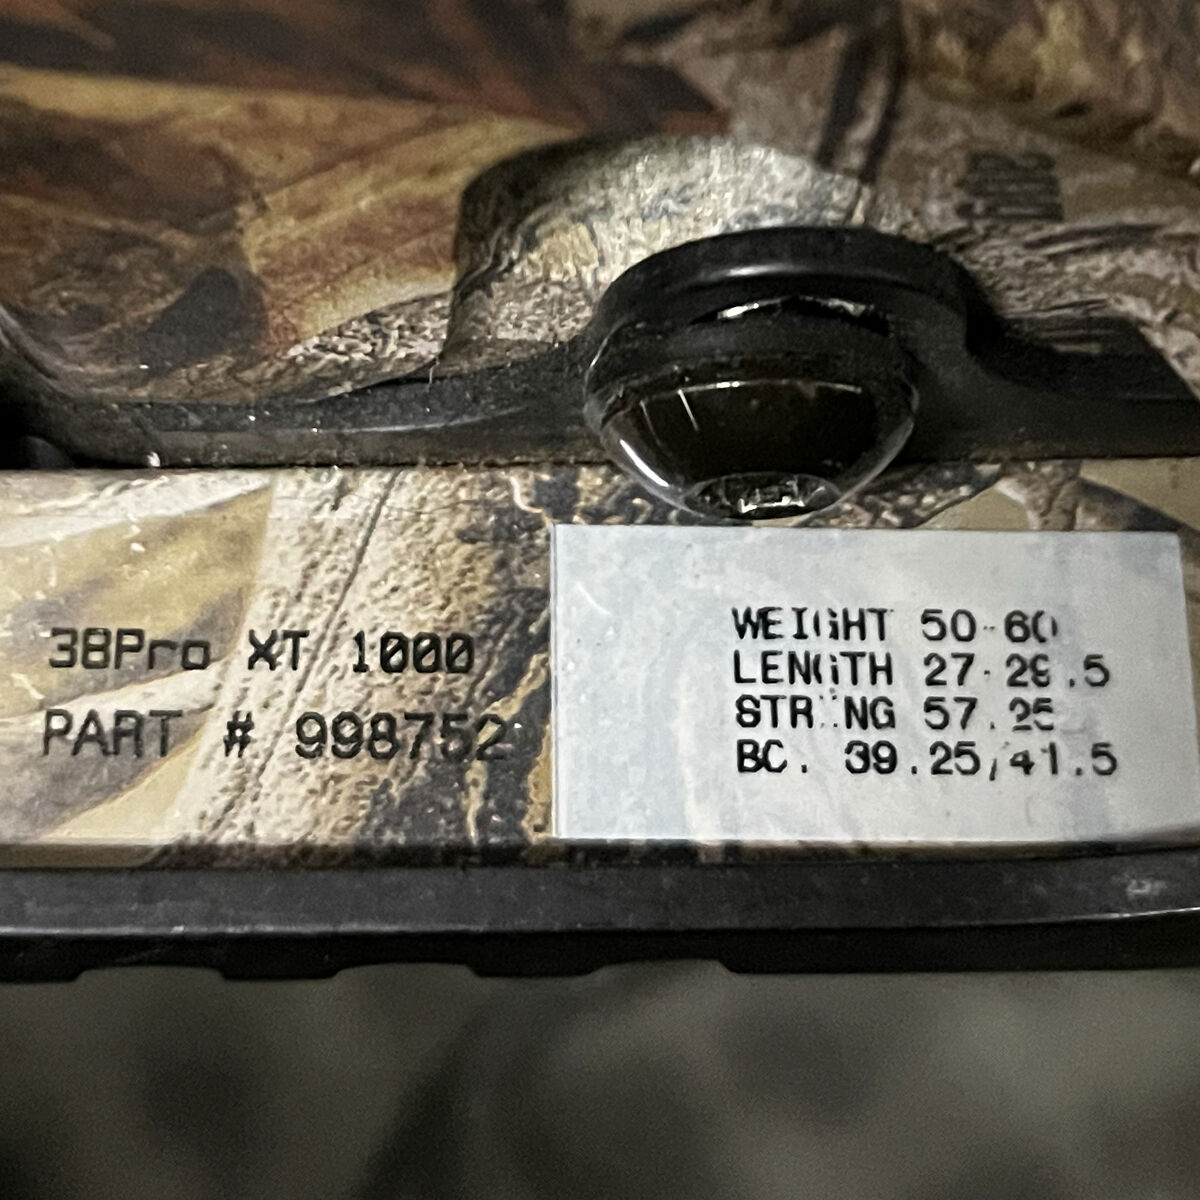 38Pro XT 1000
PART # 998752
WEIGHT 50-60
LENGTH 27-29.5
STRING 57.25
BC. 39.25/41.5